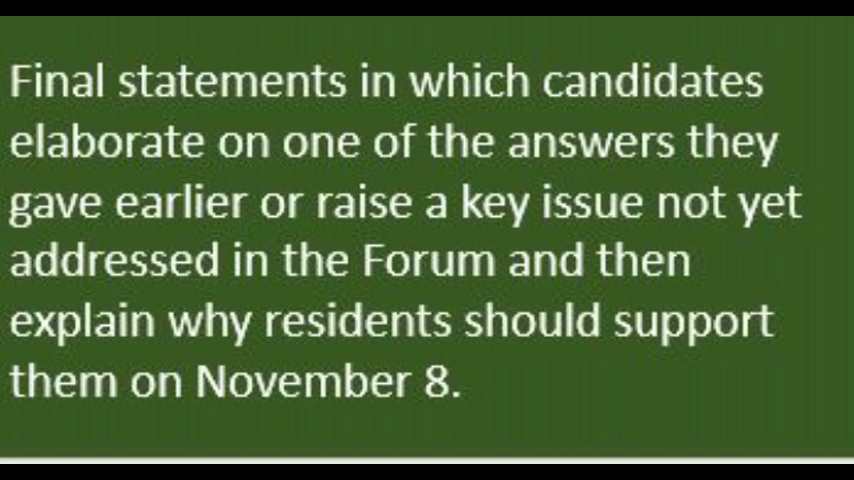 Final statements in which candidates
elaborate on one of the answers they
gave earlier or raise a key issue not yet
addressed in the Forum and then
explain why residents should support
them on November 8.